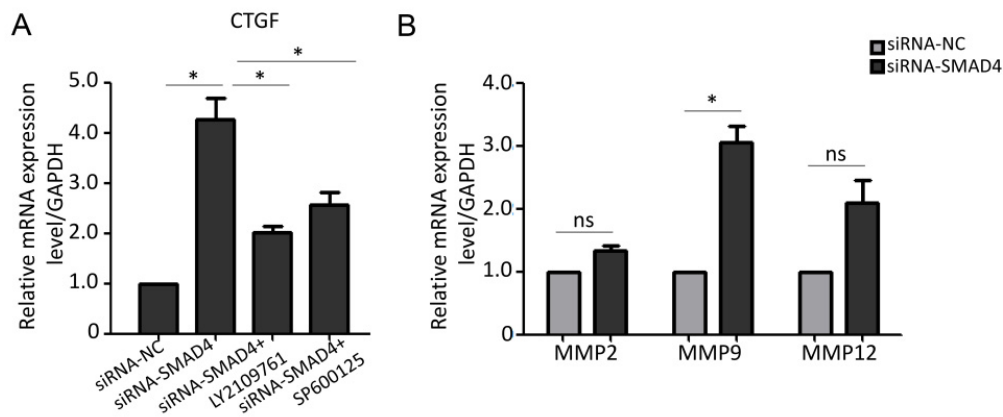 A
CTGF
*
*
*
Relative mRNA expression
level/GAPDH
5.0
4.0
3.0
2.0
1.0
0
siRNA-NC
siRNA-SMAD4
siRNA-SMAD4+
LY2109761
siRNA-SMAD4+
SP600125
B
siRNA-NC
siRNA-SMAD4
Relative mRNA expression
level/GAPDH
4.0
3.0
2.0
1.0
0
ns
*
ns
MMP2
MMP9
MMP12